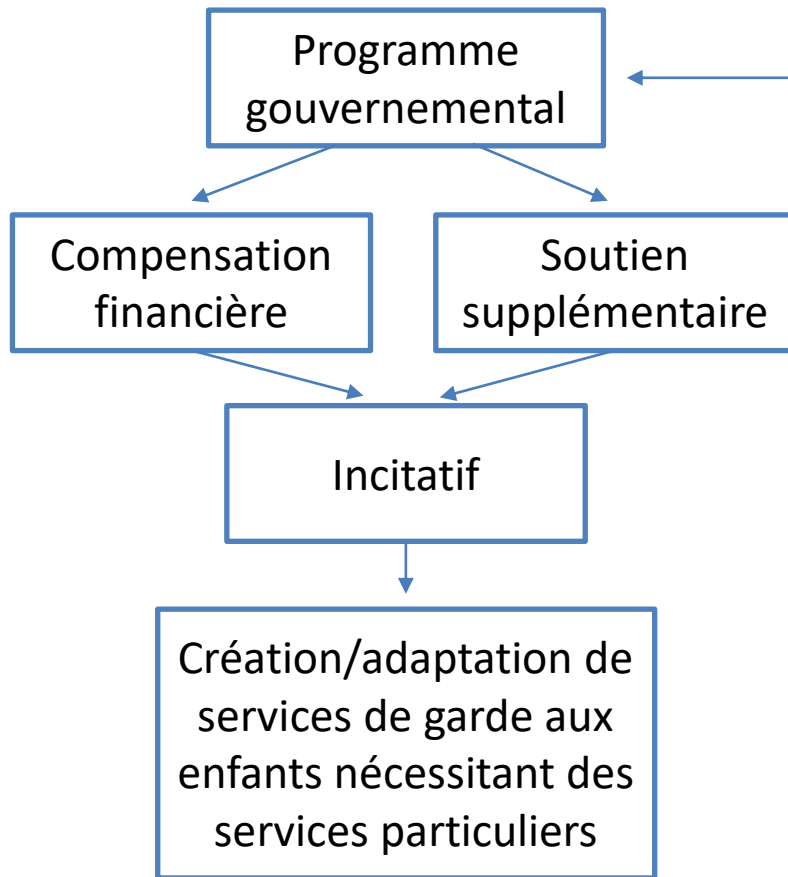 Programme
gouvernemental
Compensation
financière
Soutien
supplémentaire
Incitatif
Création/adaptation de
services de garde aux
enfants nécessitant des
services particuliers